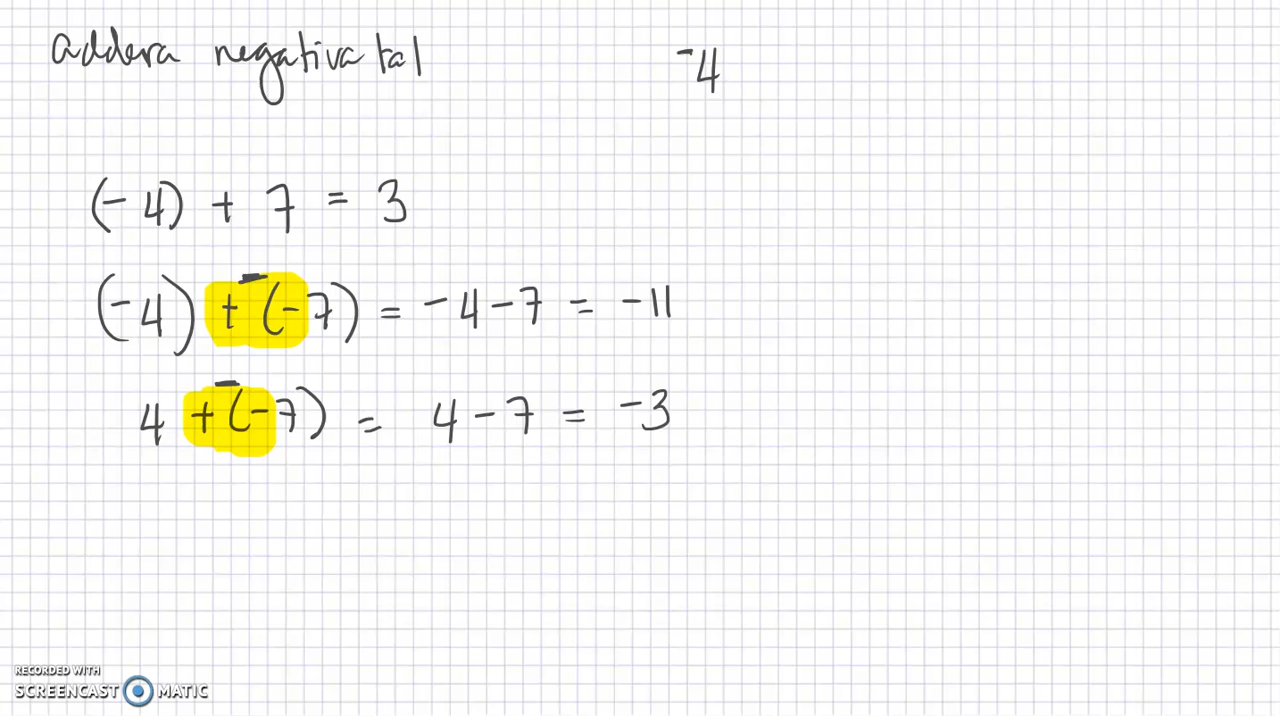 addera negativa tal
-4
(-4) + 7 = 3
(-4) + (-7) = -4 - 7 = -11
4 + (-7) = 4 - 7 = -3
RECORDED WITH
SCREENCAST MATIC